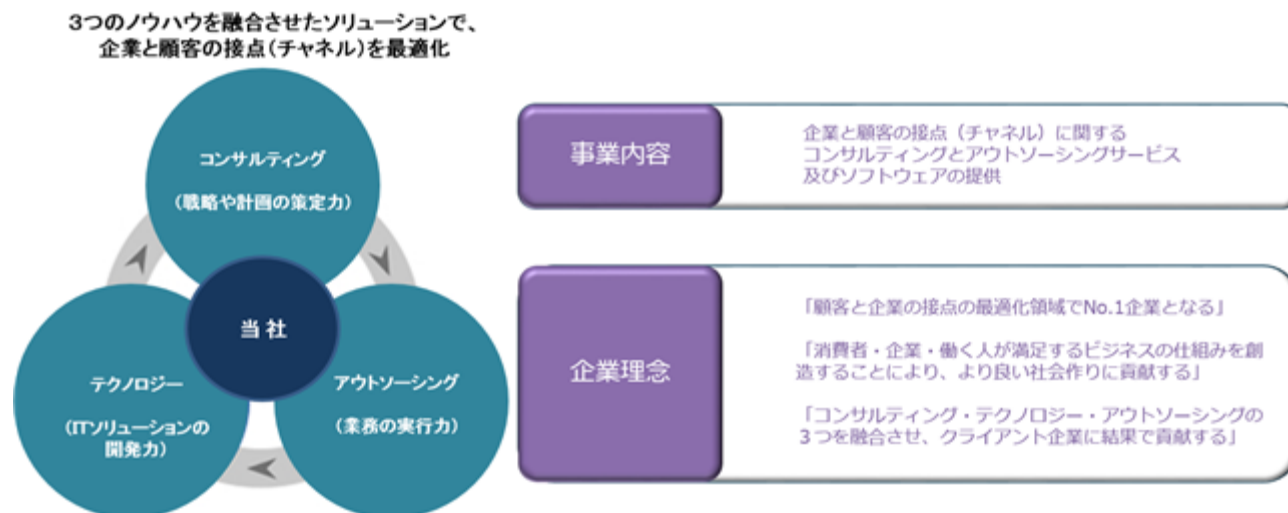 3つのノウハウを融合させたソリューションで、
企業と顧客の接点(チャネル)を最適化
コンサルティング
(戦略や計画の策定力)
当社
テクノロジー
(ITソリューションの
開発力)
アウトソーシング
(業務の実行力)
事業内容
企業と顧客の接点（チャネル）に関する
コンサルティングとアウトソーシングサービス
及びソフトウェアの提供
企業理念
「顧客と企業の接点の最適化領域でNo.1企業となる」
「消費者・企業・働く人が満足するビジネスの仕組みを創
造することにより、より良い社会作りに貢献する」
「コンサルティング・テクノロジー・アウトソーシングの
３つを融合させ、クライアント企業に結果で貢献する」